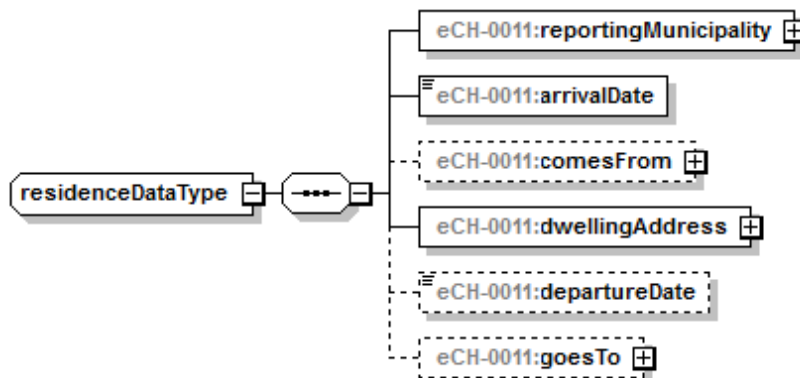 eCH-0011:reportingMunicipality
eCH-0011:arrivalDate
eCH-0011:comesFrom
residenceDataType
eCH-0011:dwellingAddress
eCH-0011:departureDate
eCH-0011:goesTo